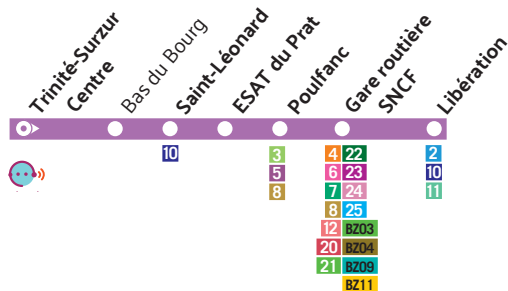 Trinité-Surzur
Centre
Bas du Bourg
Saint-Léonard
ESAT du Prat
Poulfanc
Gare routière
SNCF
Libération
10
3
5
8
4 22
6 23
7 24
8 25
12 BZ03
20 BZ04
21 BZ09
BZ11
2
10
11